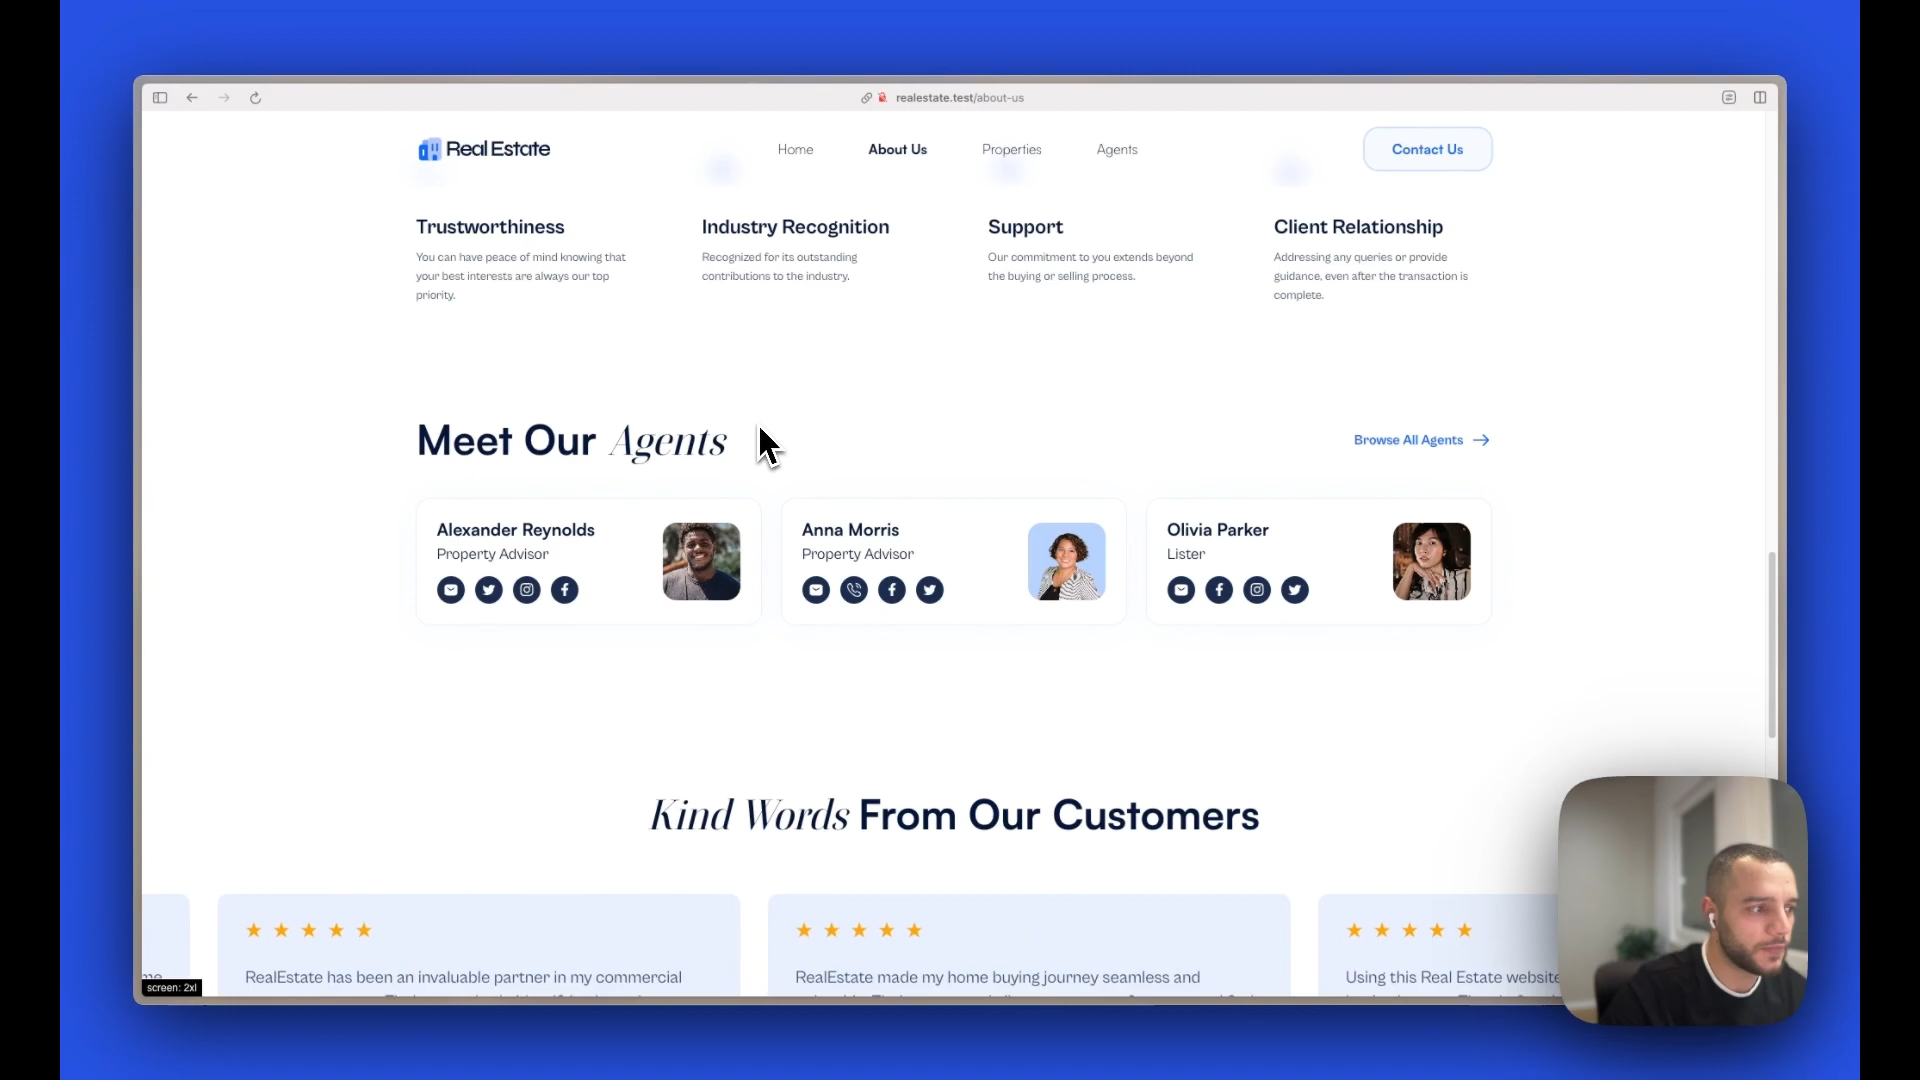 realestate.test/about-us
Real Estate
Home
About Us
Properties
Agents
Contact Us
Trustworthiness
You can have peace of mind knowing that
your best interests are always our top
priority.
Industry Recognition
Recognized for its outstanding
contributions to the industry.
Support
Our commitment to you extends beyond
the buying or selling process.
Client Relationship
Addressing any queries or provide
guidance, even after the transaction is
complete.
Meet Our Agents
Browse All Agents
Alexander Reynolds
Property Advisor
Anna Morris
Property Advisor
Olivia Parker
Lister
Kind Words From Our Customers
RealEstate has been an invaluable partner in my commercial
RealEstate made my home buying journey seamless and
Using this Real Estate website
screen: 2xl